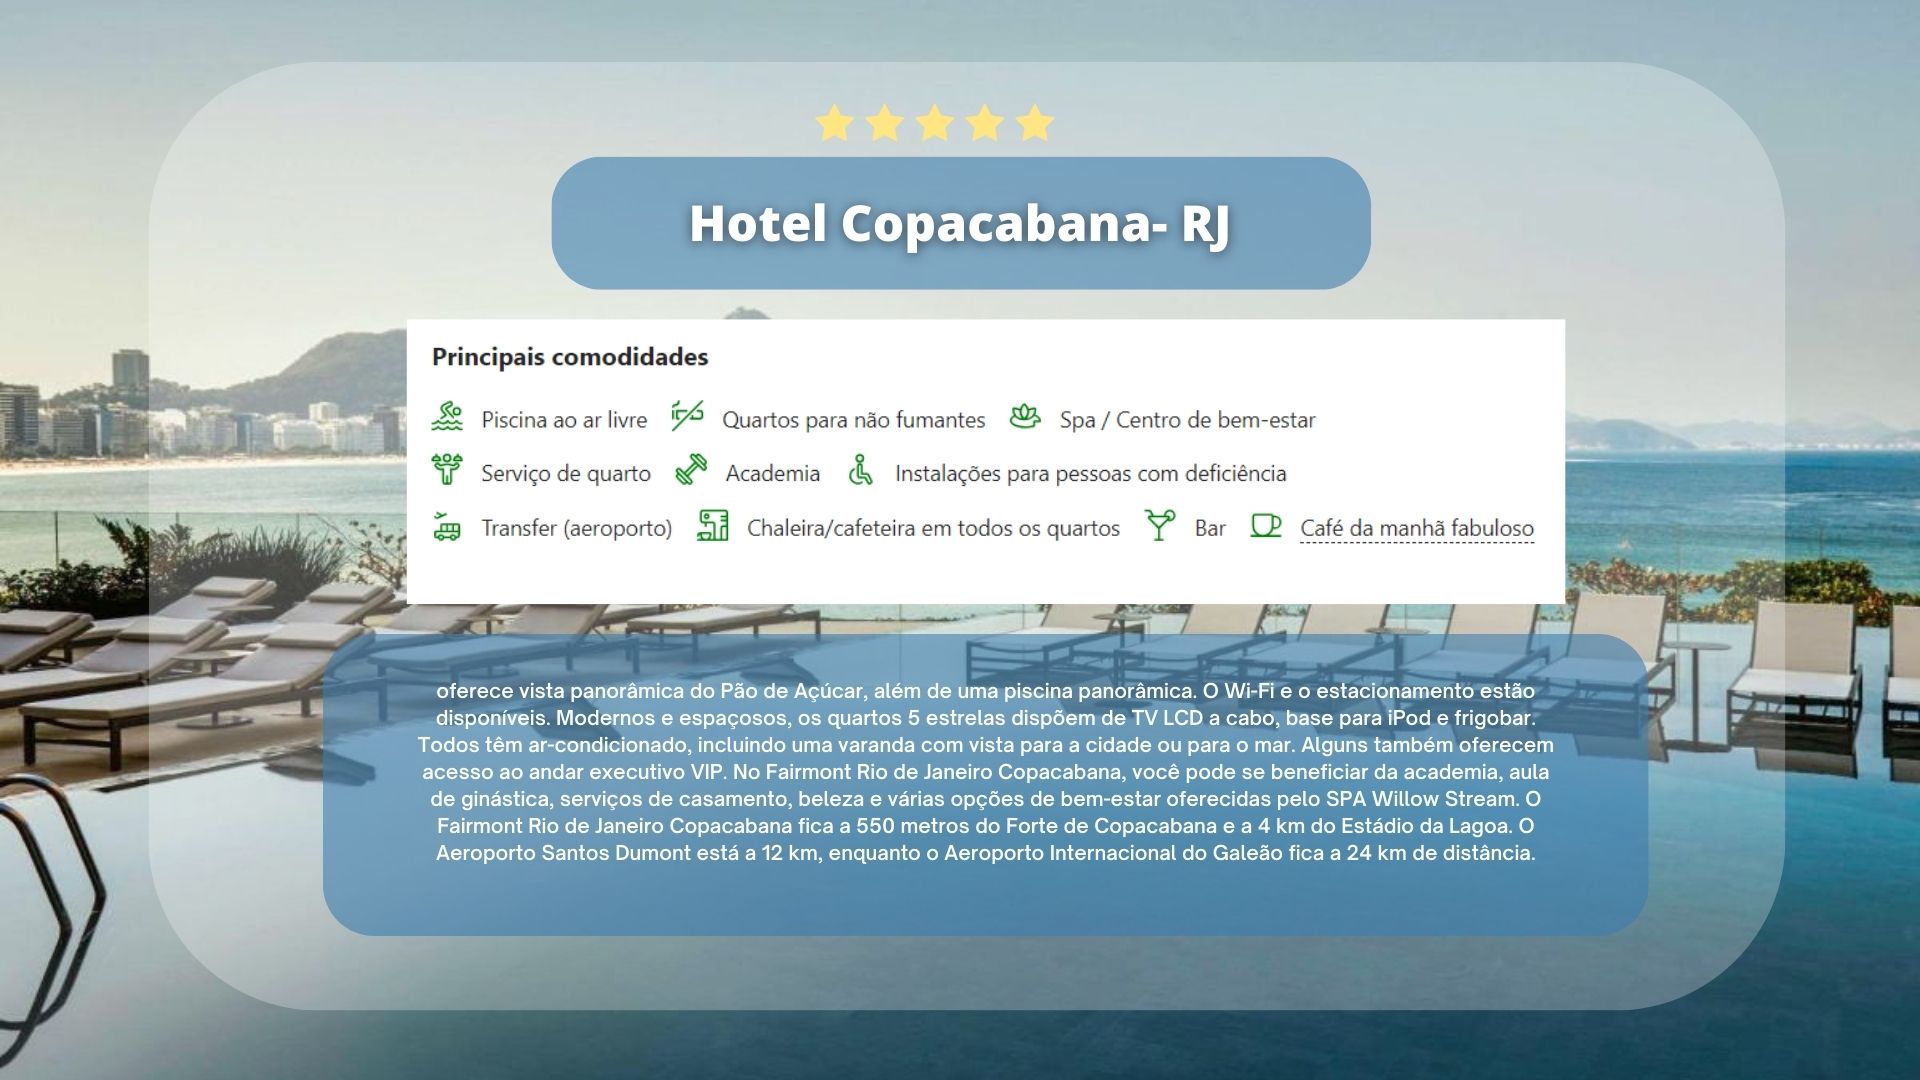 Hotel Copacabana- RJ
Principais comodidades
Piscina ao ar livre Quartos para não fumantes Spa / Centro de bem-estar
Serviço de quarto Academia Instalações para pessoas com deficiência
Transfer (aeroporto) Chaleira/cafeteira em todos os quartos Bar Café da manhã fabuloso
oferece vista panorâmica do Pão de Açúcar, além de uma piscina panorâmica. O Wi-Fi e o estacionamento estão
disponíveis. Modernos e espaçosos, os quartos 5 estrelas dispõem de TV LCD a cabo, base para iPod e frigobar.
Todos têm ar-condicionado, incluindo uma varanda com vista para a cidade ou para o mar. Alguns também oferecem
acesso ao andar executivo VIP. No Fairmont Rio de Janeiro Copacabana, você pode se beneficiar da academia, aula
de ginástica, serviços de casamento, beleza e várias opções de bem-estar oferecidas pelo SPA Willow Stream. O
Fairmont Rio de Janeiro Copacabana fica a 550 metros do Forte de Copacabana e a 4 km do Estádio da Lagoa. O
Aeroporto Santos Dumont está a 12 km, enquanto o Aeroporto Internacional do Galeão fica a 24 km de distância.